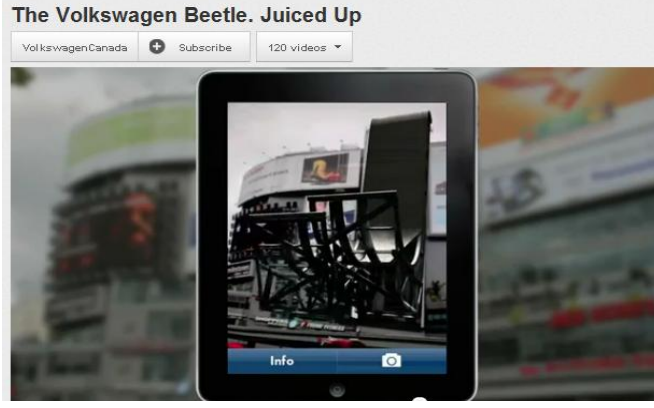 The Volkswagen Beetle. Juiced Up
VolkswagenCanada
Subscribe
120 videos
Info